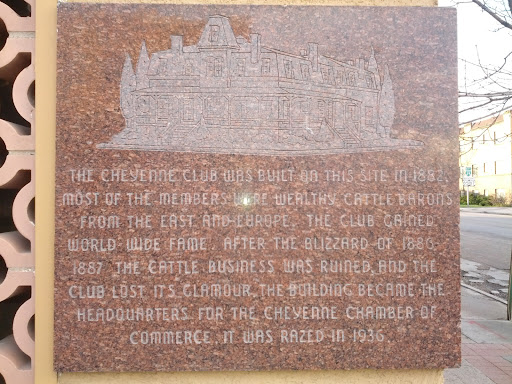 THE CHEYENNE CLUB WAS BUILT ON THIS SITE IN 1882.
MOST OF THE MEMBERS WERE WEALTHY CATTLE BARONS
FROM THE EAST AND EUROPE. THE CLUB GAINED
WORLD WIDE FAME. AFTER THE BLIZZARD OF 1886-
1887 THE CATTLE BUSINESS WAS RUINED, AND THE
CLUB LOST IT'S GLAMOUR, THE BUILDING BECAME THE
HEADQUARTERS FOR THE CHEYENNE CHAMBER OF
COMMERCE. IT WAS RAZED IN 1936.